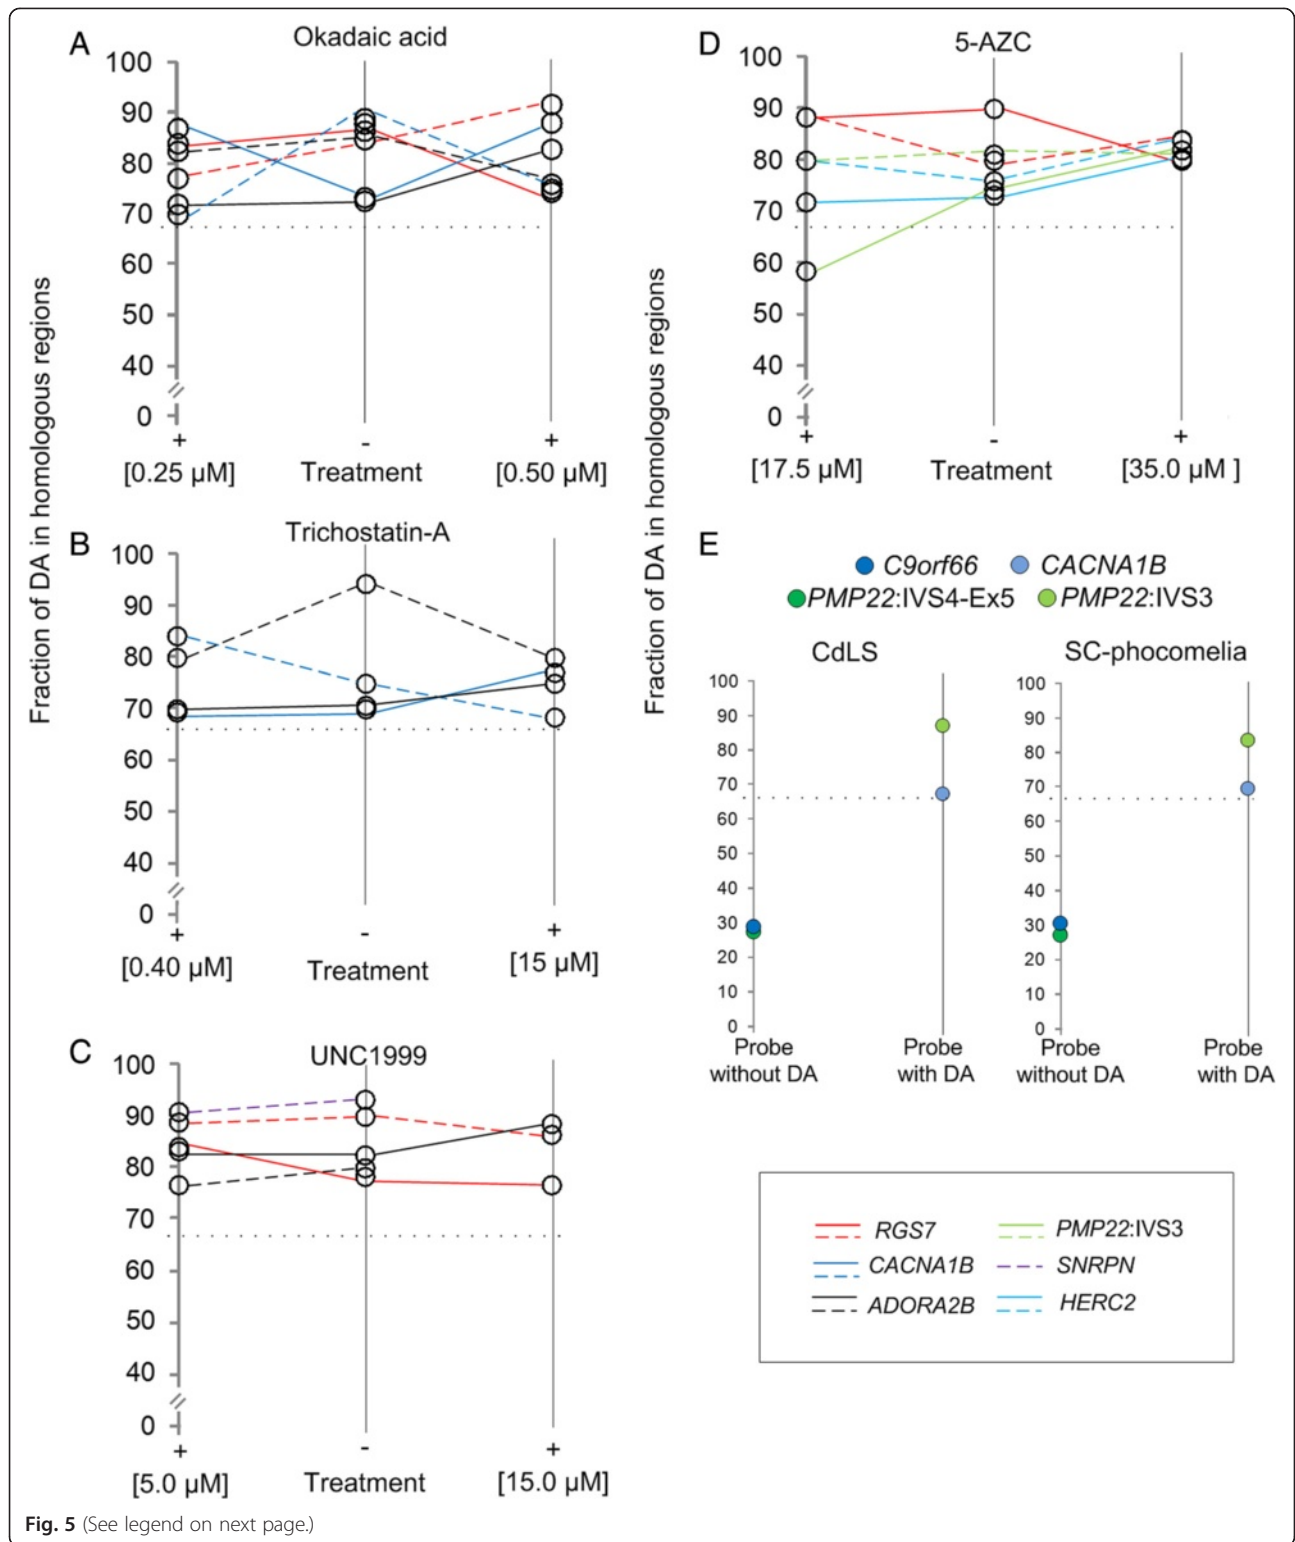 A
Okadaic acid
100
90
80
70
60
50
40
0
+ - +
[0.25 µM] Treatment [0.50 µM]
B
Trichostatin-A
100
90
80
70
60
50
40
0
+ - +
[0.40 µM] Treatment [15 µM]
C
UNC1999
100
90
80
70
60
50
40
0
+ - +
[5.0 µM] Treatment [15.0 µM]
Fraction of DA in homologous regions
D
5-AZC
100
90
80
70
60
50
40
0
+ - +
[17.5 µM] Treatment [35.0 µM ]
Fraction of DA in homologous regions
E
C9orf66 CACNA1B
PMP22:IVS4-Ex5 PMP22:IVS3
CdLS
100
90
80
70
60
50
40
30
20
10
0
Probe without DA
Probe with DA
SC-phocomelia
100
90
80
70
60
50
40
30
20
10
0
Probe without DA
Probe with DA
RGS7 PMP22:IVS3
CACNA1B SNRPN
ADORA2B HERC2
Fig. 5 (See legend on next page.)